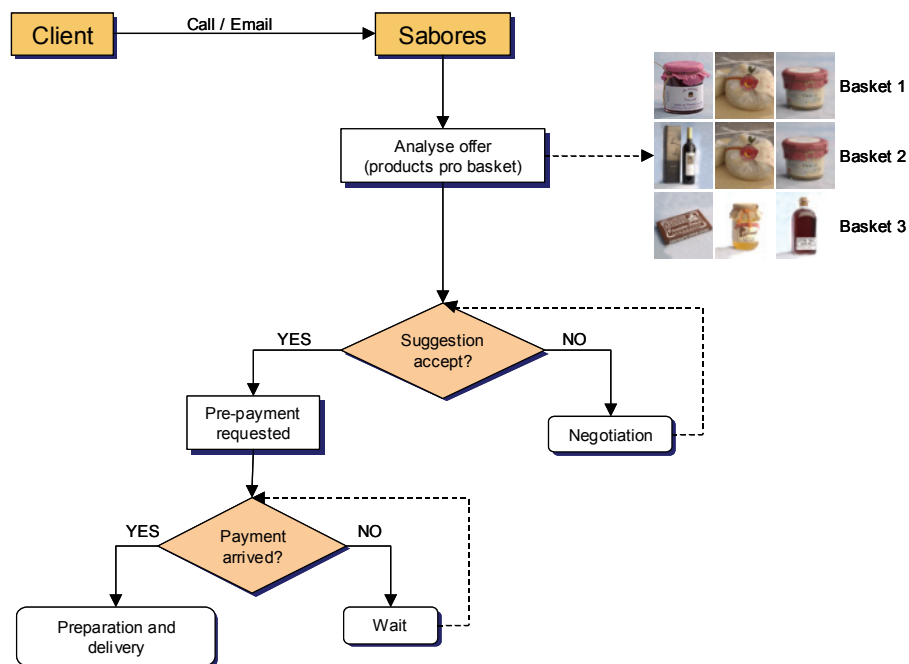 Client
Call / Email
Sabores
Basket 1
Analyse offer
(products pro basket)
Basket 2
Basket 3
YES
Suggestion
accept?
NO
Pre-payment
requested
Negotiation
YES
Payment
arrived?
NO
Preparation and
delivery
Wait